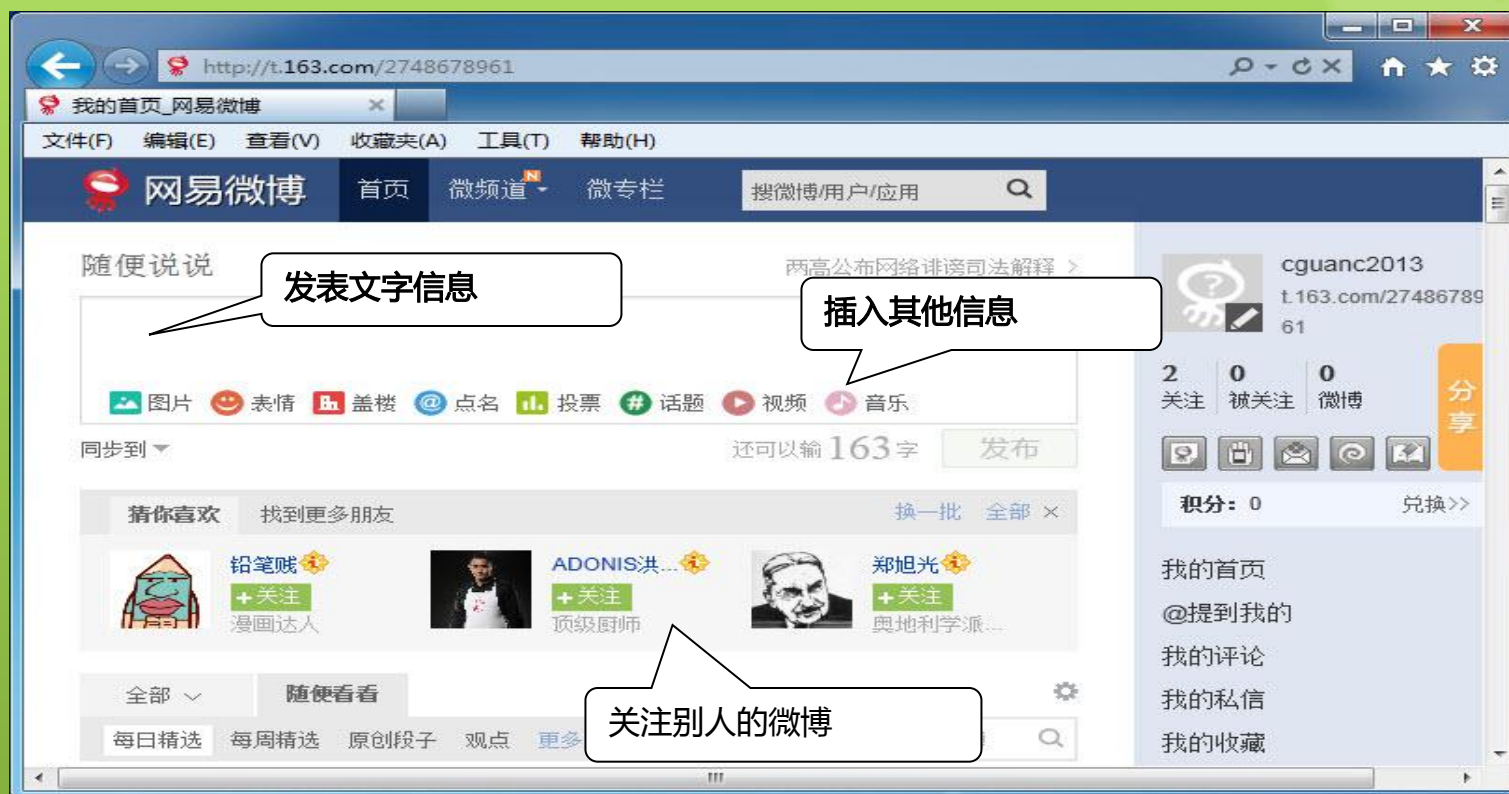 http://t.163.com/2748678961
我的首页_网易微博
文件(F) 编辑(E) 查看(V) 收藏夹(A) 工具(T) 帮助(H)
网易微博 首页 微频道 N 微专栏 搜微博/用户/应用
随便说说
两高公布网络诽谤司法解释 >
发表文字信息
插入其他信息
图片 表情 盖楼 点名 投票 话题 视频 音乐
同步到
还可以输163字 发布
猜你喜欢 找到更多朋友 换一批 全部 ×
铅笔贱
+关注
漫画达人
ADONIS洪...
+关注
顶级厨师
郑旭光
+关注
奥地利学派...
关注别人的微博
全部 随便看看
每日精选 每周精选 原创段子 观点 更多
cguanc2013
t.163.com/27486789
61
2 0 0
关注 被关注 微博
分享
积分: 0 兑换>>
我的首页
@提到我的
我的评论
我的私信
我的收藏